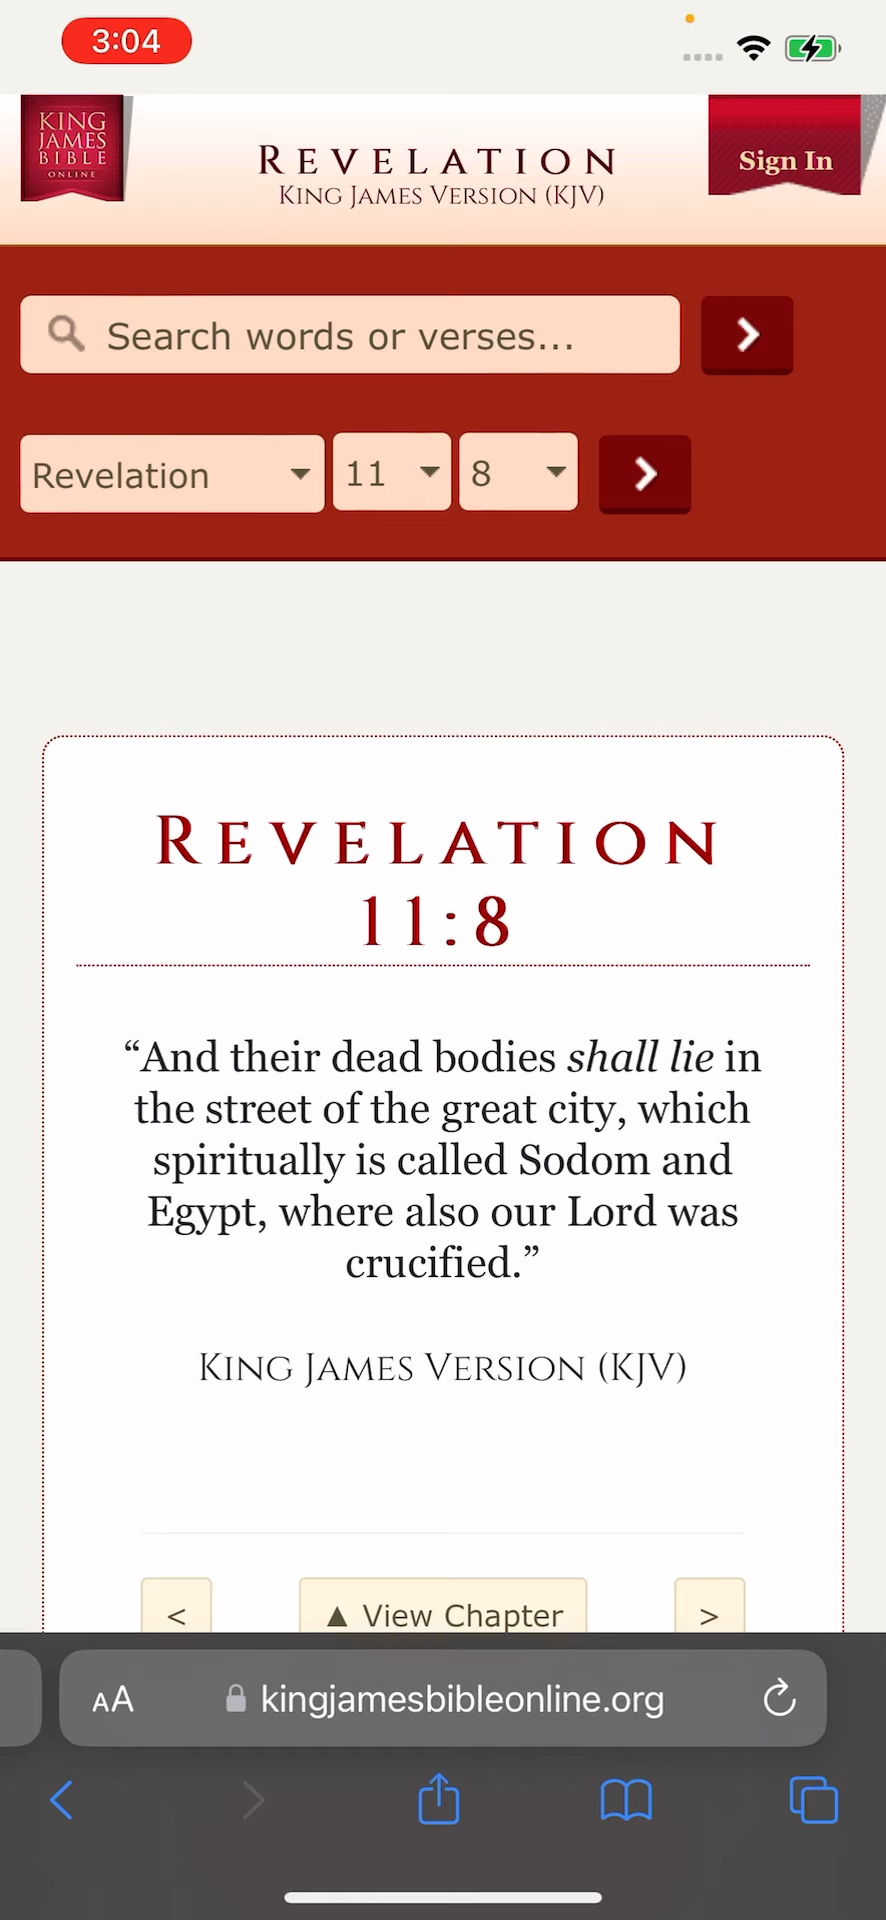 3:04
KING
JAMES
BIBLE
ONLINE
REVELATION
KING JAMES VERSION (KJV)
Sign In
Search words or verses...
Revelation 11 8
REVELATION
11:8
“And their dead bodies shall lie in
the street of the great city, which
spiritually is called Sodom and
Egypt, where also our Lord was
crucified.”
KING JAMES VERSION (KJV)
< ▲ View Chapter >
AA kingjamesbibleonline.org